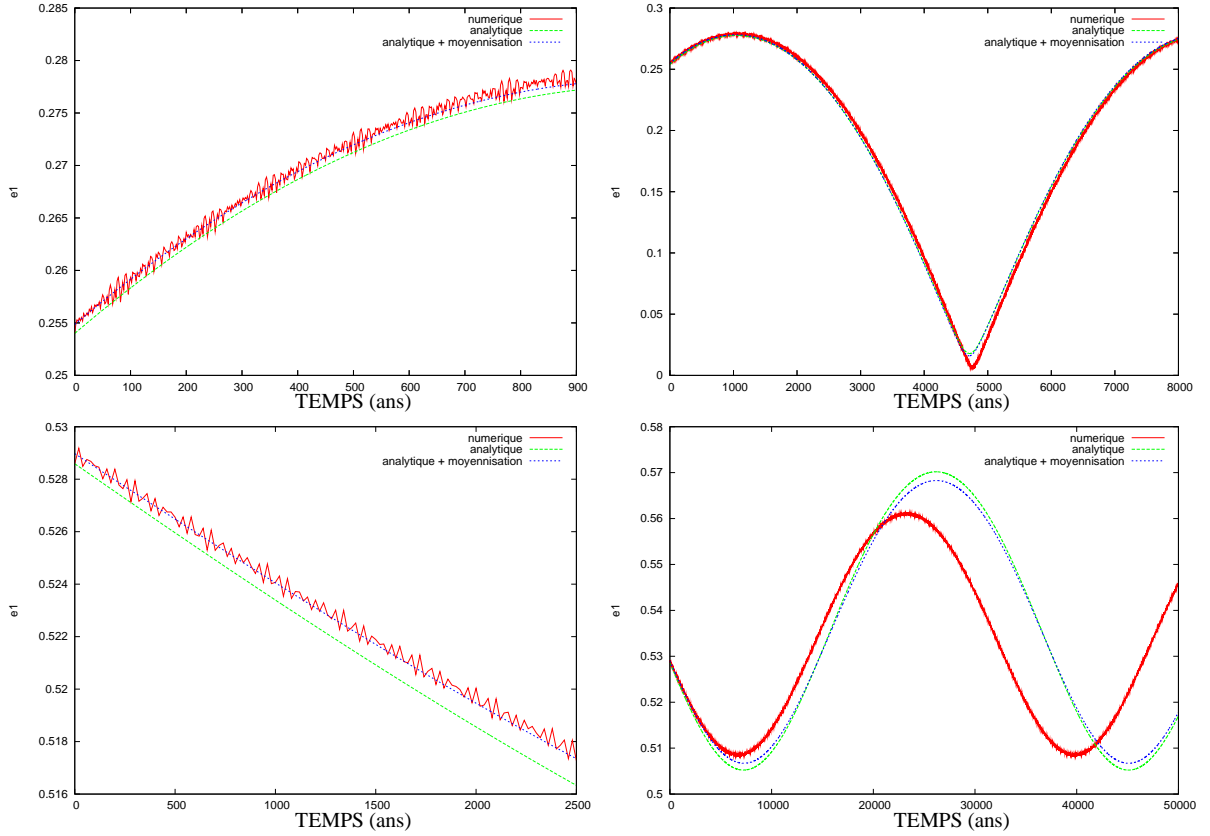 0.285
0.28
0.275
0.27
0.265
0.26
0.255
0.25
e1
numerique
analytique
analytique + moyennisation
0 100 200 300 400 500 600 700 800 900
TEMPS (ans)
0.3
0.25
0.2
0.15
0.1
0.05
0
e1
numerique
analytique
analytique + moyennisation
0 1000 2000 3000 4000 5000 6000 7000 8000
TEMPS (ans)
0.53
0.528
0.526
0.524
0.522
0.52
0.518
0.516
e1
numerique
analytique
analytique + moyennisation
0 500 1000 1500 2000 2500
TEMPS (ans)
0.58
0.57
0.56
0.55
0.54
0.53
0.52
0.51
0.5
e1
numerique
analytique
analytique + moyennisation
0 10000 20000 30000 40000 50000
TEMPS (ans)